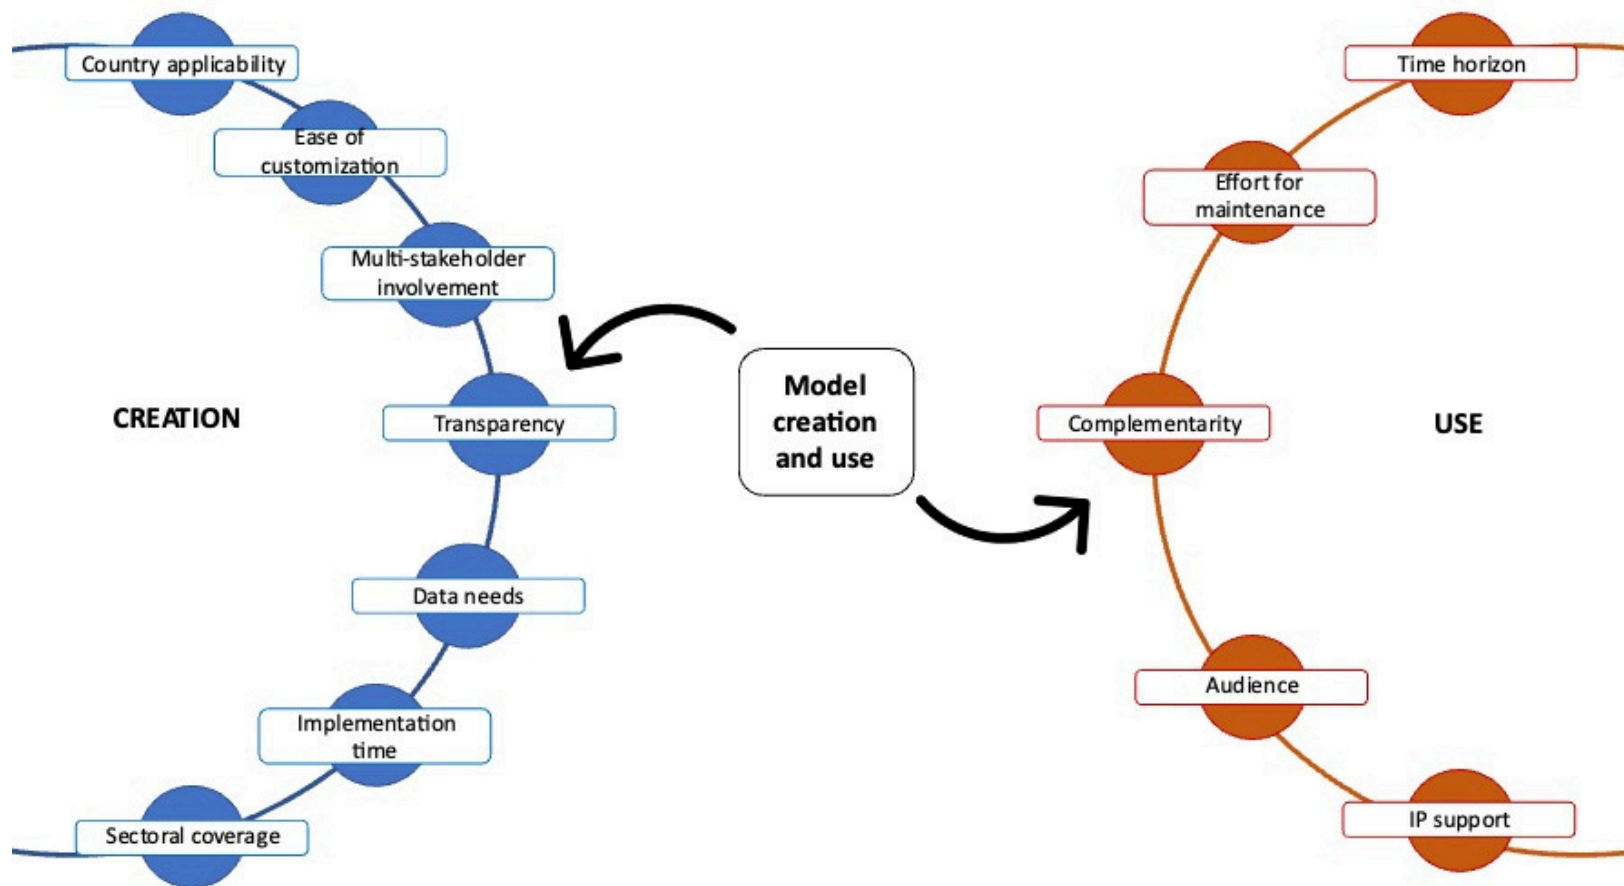 Country applicability
Ease of
customization
Multi-stakeholder
involvement
CREATION
Transparency
Data needs
Implementation
time
Sectoral coverage
Model
creation
and use
Time horizon
Effort for
maintenance
Complementarity
USE
Audience
IP support